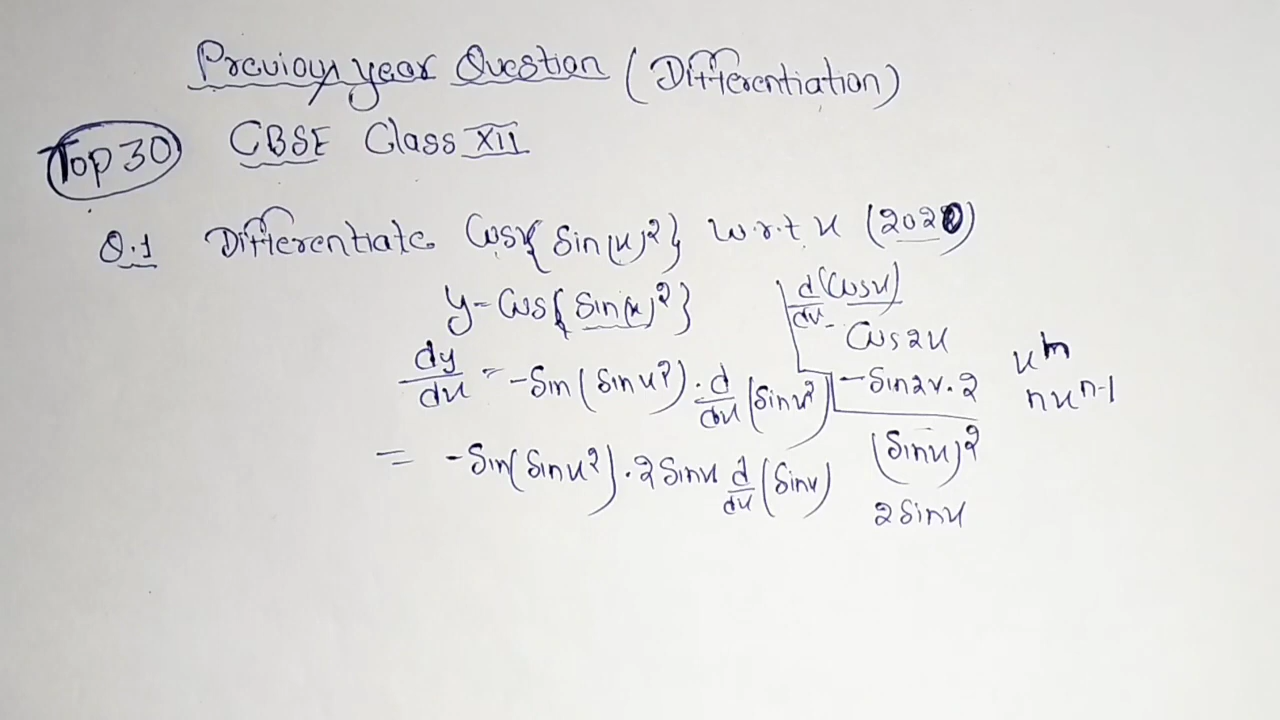 Previous year Question (Differentiation)
Top 30 CBSE Class XII
Q.1 Differentiate Cos{Sin(x)²} w.r.t x (2020)
y = Cos{Sin(x)²}
d/dx (Cosx)
Cos2x
dy/dx = -Sin(Sinx²) . d/dx (Sinx²)
-Sin2x.2
xⁿ
nxⁿ⁻¹
= -Sin(Sinx²) . 2Sinx d/dx (Sinx)
(Sinx)²
2Sinx